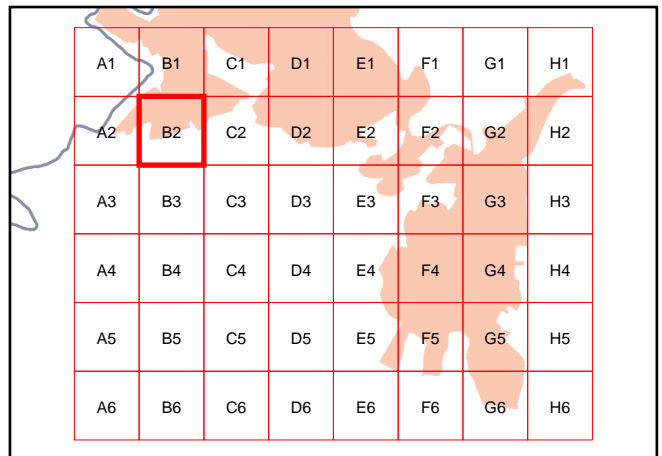 A1 B1 C1 D1 E1 F1 G1 H1
A2 B2 C2 D2 E2 F2 G2 H2
A3 B3 C3 D3 E3 F3 G3 H3
A4 B4 C4 D4 E4 F4 G4 H4
A5 B5 C5 D5 E5 F5 G5 H5
A6 B6 C6 D6 E6 F6 G6 H6